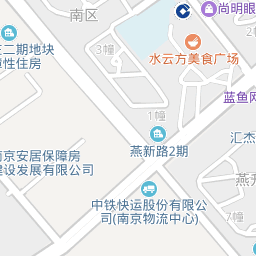 南区
尚明眼
3幢
二期地块
性住房
水云方美食广场
蓝鱼网
1幢
汇杰
燕新路2期
南京安居保障房
建设发展有限公司
燕升
中铁快运股份有限公
司(南京物流中心)
7幢